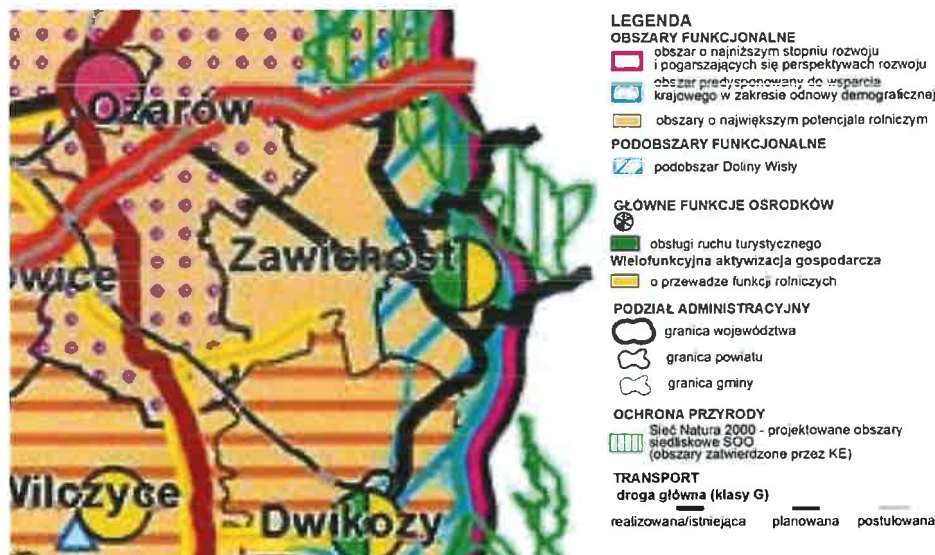 Ożarów
Zawichost
owice
Wilczyce
Dwikozy
LEGENDA
OBSZARY FUNKCJONALNE
obszar o najniższym stopniu rozwoju
i pogarszających się perspektywach rozwoju
obszar predysponowany do wsparcia
krajowego w zakresie odnowy demograficznej
obszary o największym potencjale rolniczym
PODOBSZARY FUNKCJONALNE
podobszar Doliny Wisły
GŁÓWNE FUNKCJE OŚRODKÓW
obsługi ruchu turystycznego
Wielofunkcyjna aktywizacja gospodarcza
o przewadze funkcji rolniczych
PODZIAŁ ADMINISTRACYJNY
granica województwa
granica powiatu
granica gminy
OCHRONA PRZYRODY
Sieć Natura 2000 - projektowane obszary
siedliskowe SOO
(obszary zatwierdzone przez KE)
TRANSPORT
droga główna (klasy G)
realizowana/istniejąca planowana postulowana